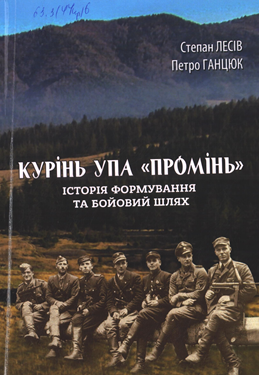 Степан ЛЕСІВ
Петро ГАНЦЮК
КУРІНЬ УПА «ПРОМІНЬ»
ІСТОРІЯ ФОРМУВАННЯ
ТА БОЙОВИЙ ШЛЯХ